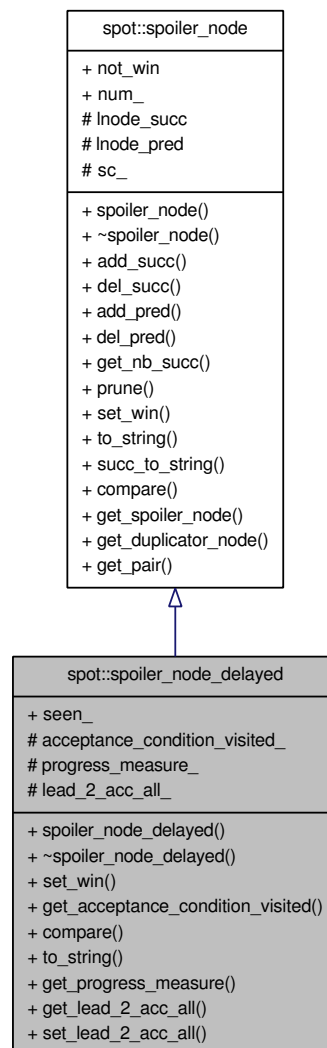 spot::spoiler_node
+ not_win
+ num_
# lnode_succ
# lnode_pred
# sc_
+ spoiler_node()
+ ~spoiler_node()
+ add_succ()
+ del_succ()
+ add_pred()
+ del_pred()
+ get_nb_succ()
+ prune()
+ set_win()
+ to_string()
+ succ_to_string()
+ compare()
+ get_spoiler_node()
+ get_duplicator_node()
+ get_pair()
spot::spoiler_node_delayed
+ seen_
# acceptance_condition_visited_
# progress_measure_
# lead_2_acc_all_
+ spoiler_node_delayed()
+ ~spoiler_node_delayed()
+ set_win()
+ get_acceptance_condition_visited()
+ compare()
+ to_string()
+ get_progress_measure()
+ get_lead_2_acc_all()
+ set_lead_2_acc_all()